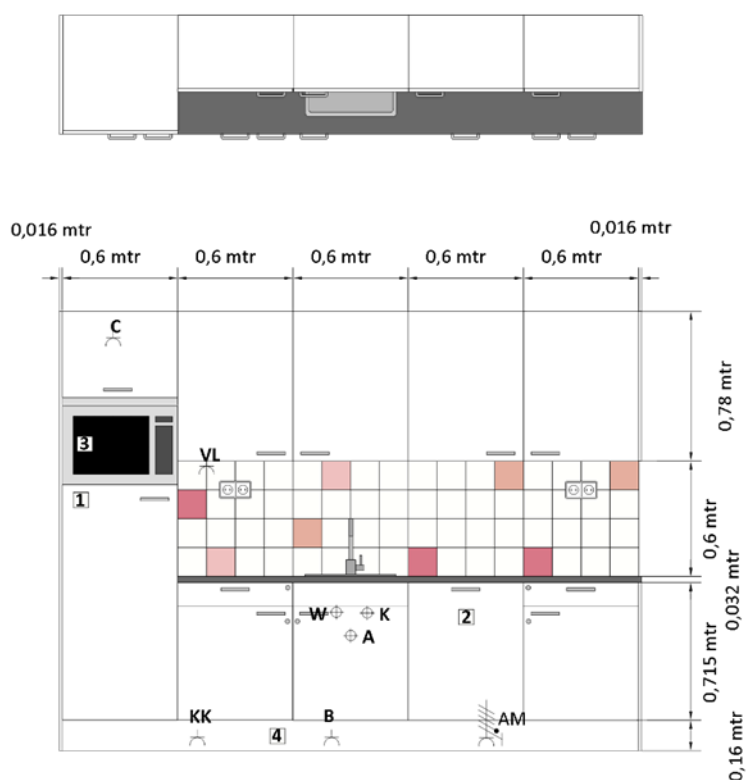 0,016 mtr
0,016 mtr
0,6 mtr
0,6 mtr
0,6 mtr
0,6 mtr
0,6 mtr
C
0,78 mtr
3
VL
1
0,6 mtr
0,032 mtr
W
K
2
A
0,715 mtr
KK
B
AM
4
0,16 mtr